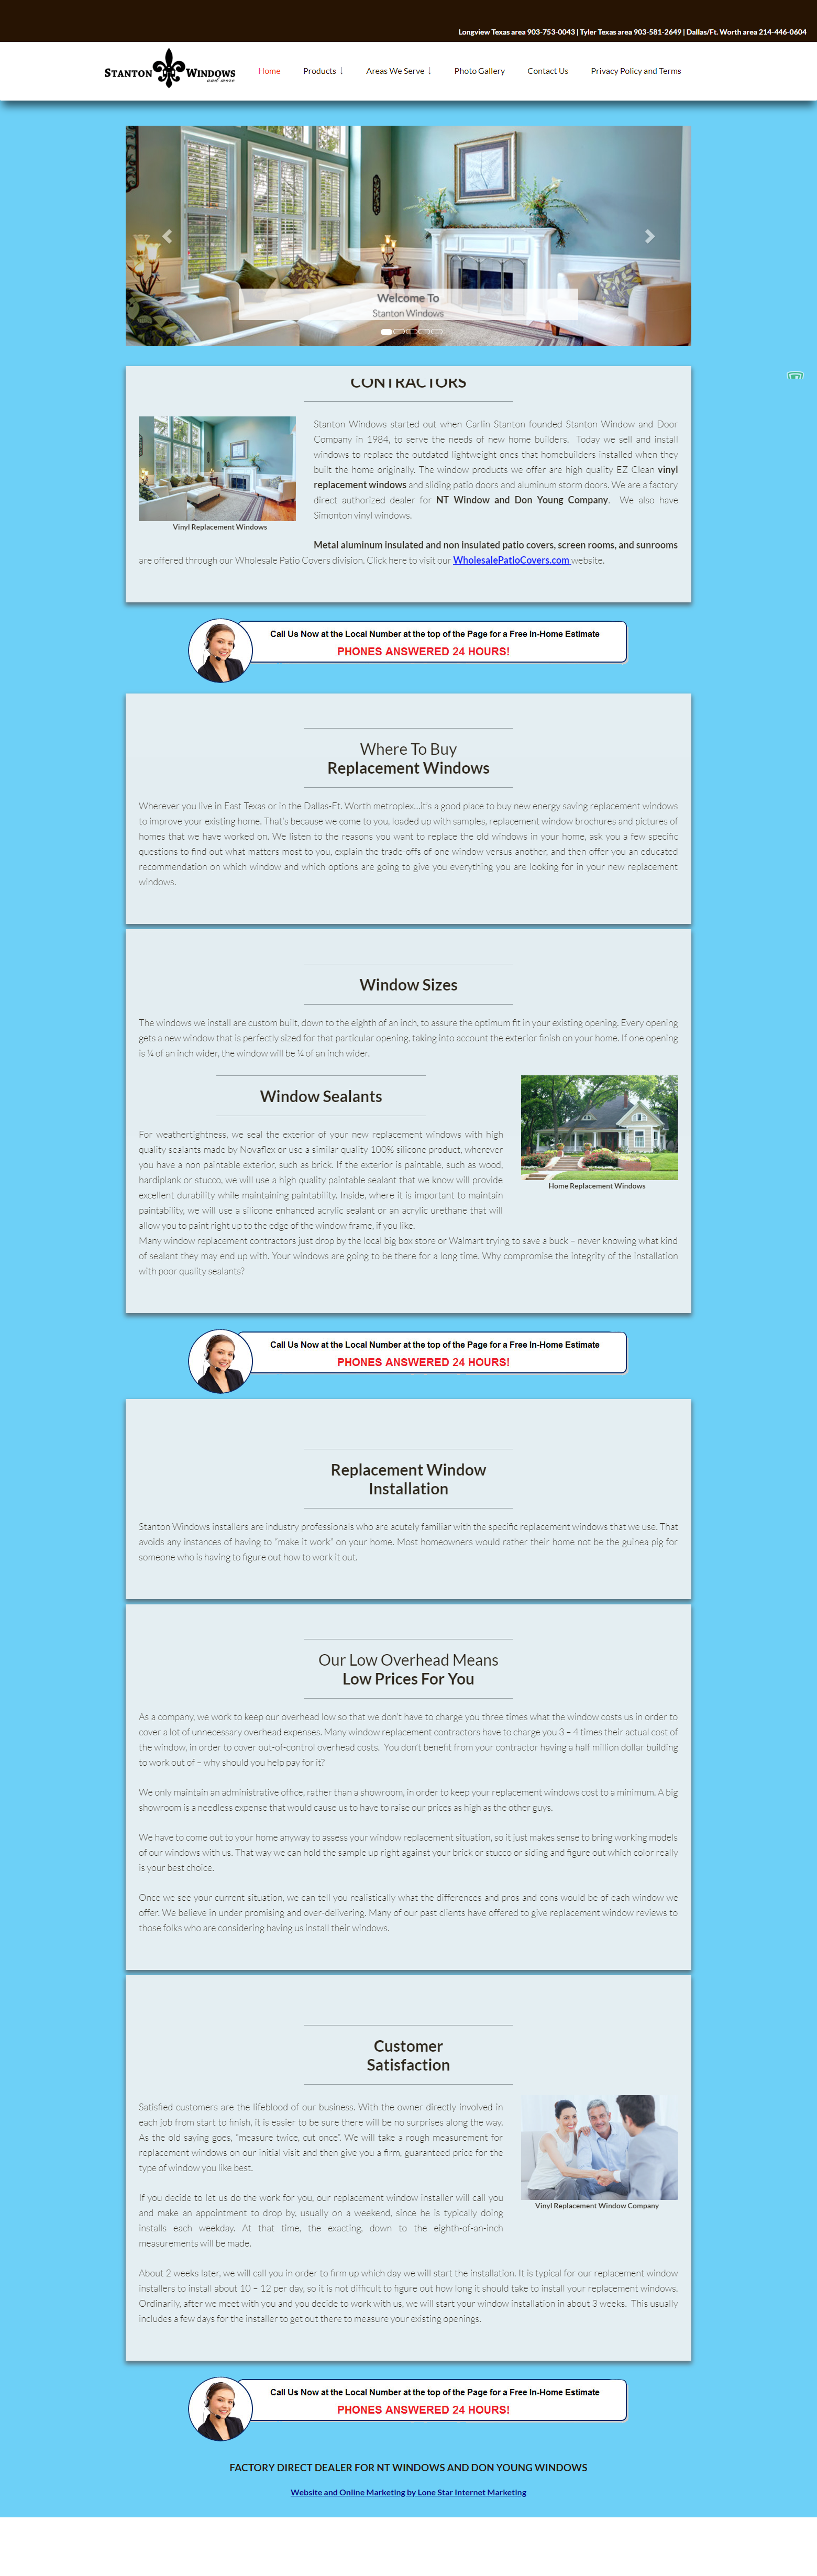 Longview Texas area 903-753-0043 | Tyler Texas area 903-581-2649 | Dallas/Ft. Worth area 214-446-0604
STANTON WINDOWS
and more
Home
Products ↓
Areas We Serve ↓
Photo Gallery
Contact Us
Privacy Policy and Terms
Welcome To
Stanton Windows
CONTRACTORS
Stanton Windows started out when Carlin Stanton founded Stanton Window and Door
Company in 1984, to serve the needs of new home builders. Today we sell and install
windows to replace the outdated lightweight ones that homebuilders installed when they
built the home originally. The window products we offer are high quality EZ Clean vinyl
replacement windows and sliding patio doors and aluminum storm doors. We are a factory
direct authorized dealer for NT Window and Don Young Company. We also have
Simonton vinyl windows.
Vinyl Replacement Windows
Metal aluminum insulated and non insulated patio covers, screen rooms, and sunrooms
are offered through our Wholesale Patio Covers division. Click here to visit our WholesalePatioCovers.com website.
Call Us Now at the Local Number at the top of the Page for a Free In-Home Estimate
PHONES ANSWERED 24 HOURS!
Where To Buy
Replacement Windows
Wherever you live in East Texas or in the Dallas-Ft. Worth metroplex...it's a good place to buy new energy saving replacement windows
to improve your existing home. That's because we come to you, loaded up with samples, replacement window brochures and pictures of
homes that we have worked on. We listen to the reasons you want to replace the old windows in your home, ask you a few specific
questions to find out what matters most to you, explain the trade-offs of one window versus another, and then offer you an educated
recommendation on which window and which options are going to give you everything you are looking for in your new replacement
windows.
Window Sizes
The windows we install are custom built, down to the eighth of an inch, to assure the optimum fit in your existing opening. Every opening
gets a new window that is perfectly sized for that particular opening, taking into account the exterior finish on your home. If one opening
is ¼ of an inch wider, the window will be ¼ of an inch wider.
Window Sealants
For weathertightness, we seal the exterior of your new replacement windows with high
quality sealants made by Novaflex or use a similar quality 100% silicone product, wherever
you have a non paintable exterior, such as brick. If the exterior is paintable, such as wood,
hardiplank or stucco, we will use a high quality paintable sealant that we know will provide
excellent durability while maintaining paintability. Inside, where it is important to maintain
paintability, we will use a silicone enhanced acrylic sealant or an acrylic urethane that will
allow you to paint right up to the edge of the window frame, if you like.
Home Replacement Windows
Many window replacement contractors just drop by the local big box store or Walmart trying to save a buck – never knowing what kind
of sealant they may end up with. Your windows are going to be there for a long time. Why compromise the integrity of the installation
with poor quality sealants?
Call Us Now at the Local Number at the top of the Page for a Free In-Home Estimate
PHONES ANSWERED 24 HOURS!
Replacement Window
Installation
Stanton Windows installers are industry professionals who are acutely familiar with the specific replacement windows that we use. That
avoids any instances of having to "make it work" on your home. Most homeowners would rather their home not be the guinea pig for
someone who is having to figure out how to work it out.
Our Low Overhead Means
Low Prices For You
As a company, we work to keep our overhead low so that we don't have to charge you three times what the window costs us in order to
cover a lot of unnecessary overhead expenses. Many window replacement contractors have to charge you 3 – 4 times their actual cost of
the window, in order to cover out-of-control overhead costs. You don't benefit from your contractor having a half million dollar building
to work out of – why should you help pay for it?
We only maintain an administrative office, rather than a showroom, in order to keep your replacement windows cost to a minimum. A big
showroom is a needless expense that would cause us to have to raise our prices as high as the other guys.
We have to come out to your home anyway to assess your window replacement situation, so it just makes sense to bring working models
of our windows with us. That way we can hold the sample up right against your brick or stucco or siding and figure out which color really
is your best choice.
Once we see your current situation, we can tell you realistically what the differences and pros and cons would be of each window we
offer. We believe in under promising and over-delivering. Many of our past clients have offered to give replacement window reviews to
those folks who are considering having us install their windows.
Customer
Satisfaction
Satisfied customers are the lifeblood of our business. With the owner directly involved in
each job from start to finish, it is easier to be sure there will be no surprises along the way.
As the old saying goes, "measure twice, cut once". We will take a rough measurement for
replacement windows on our initial visit and then give you a firm, guaranteed price for the
type of window you like best.
Vinyl Replacement Window Company
If you decide to let us do the work for you, our replacement window installer will call you
and make an appointment to drop by, usually on a weekend, since he is typically doing
installs each weekday. At that time, the exacting, down to the eighth-of-an-inch
measurements will be made.
About 2 weeks later, we will call you in order to firm up which day we will start the installation. It is typical for our replacement window
installers to install about 10 – 12 per day, so it is not difficult to figure out how long it should take to install your replacement windows.
Ordinarily, after we meet with you and you decide to work with us, we will start your window installation in about 3 weeks. This usually
includes a few days for the installer to get out there to measure your existing openings.
Call Us Now at the Local Number at the top of the Page for a Free In-Home Estimate
PHONES ANSWERED 24 HOURS!
FACTORY DIRECT DEALER FOR NT WINDOWS AND DON YOUNG WINDOWS
Website and Online Marketing by Lone Star Internet Marketing